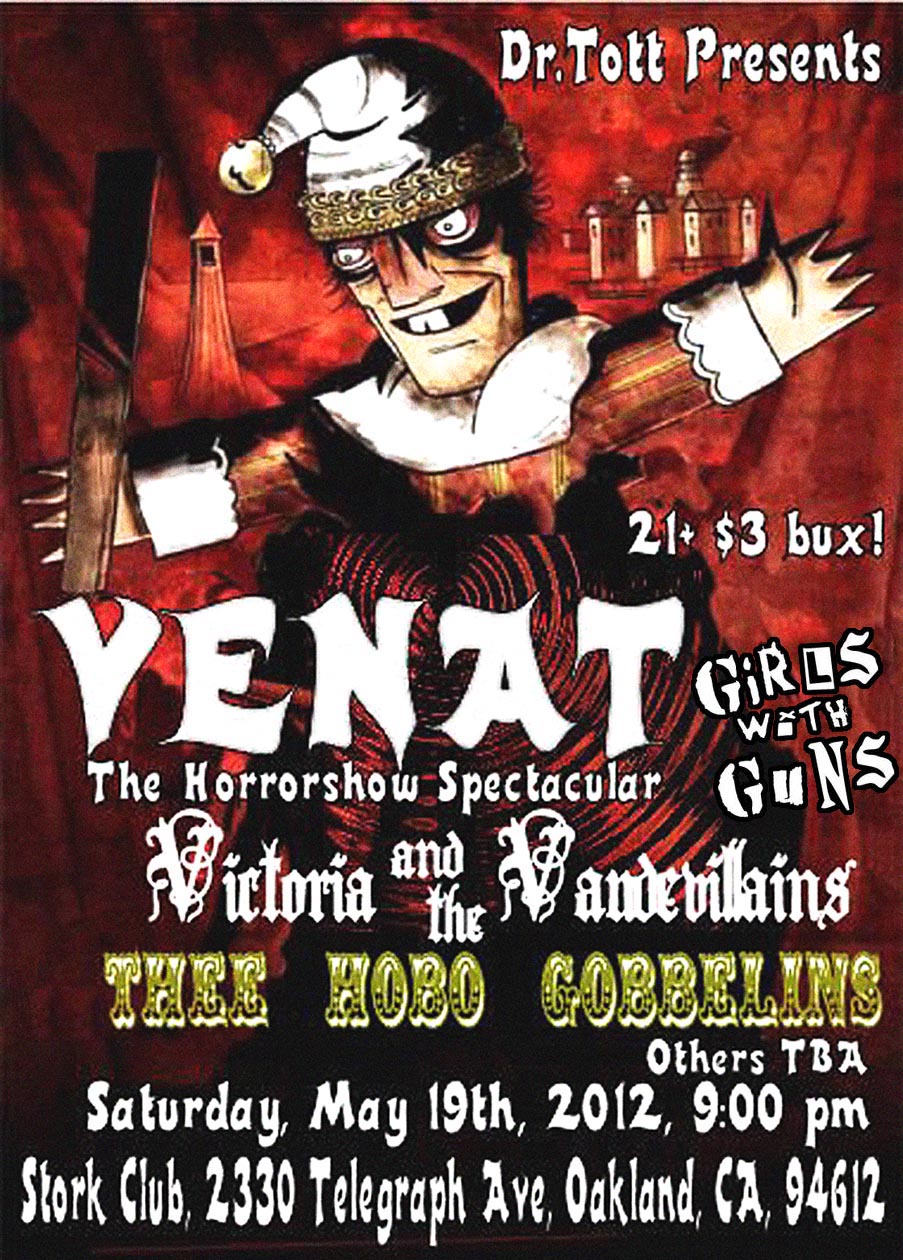 Dr.Tott Presents
21+ $3 bux!
VENAT
GiRLS
WiTH
GuNS
The Horrorshow Spectacular
Victoria and the Vaudevillains
THEE HOBO GOBBELINS
Others TBA
Saturday, May 19th, 2012, 9:00 pm
Stork Club, 2330 Telegraph Ave, Oakland, CA, 94612